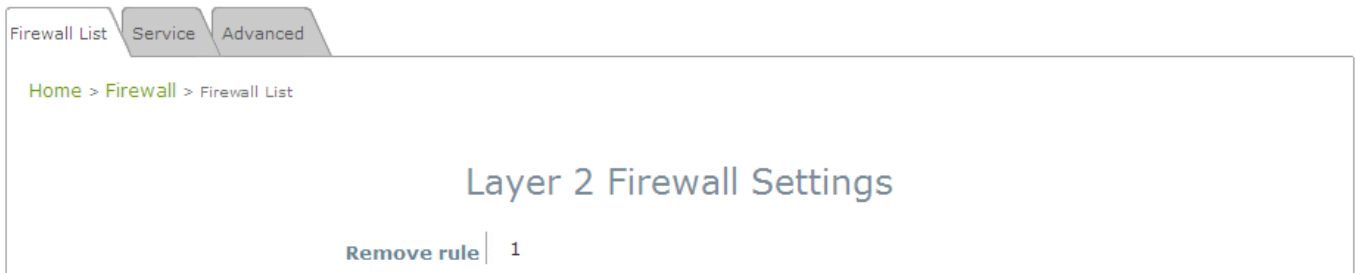 Firewall List Service Advanced
Home > Firewall > Firewall List
Layer 2 Firewall Settings
Remove rule 1